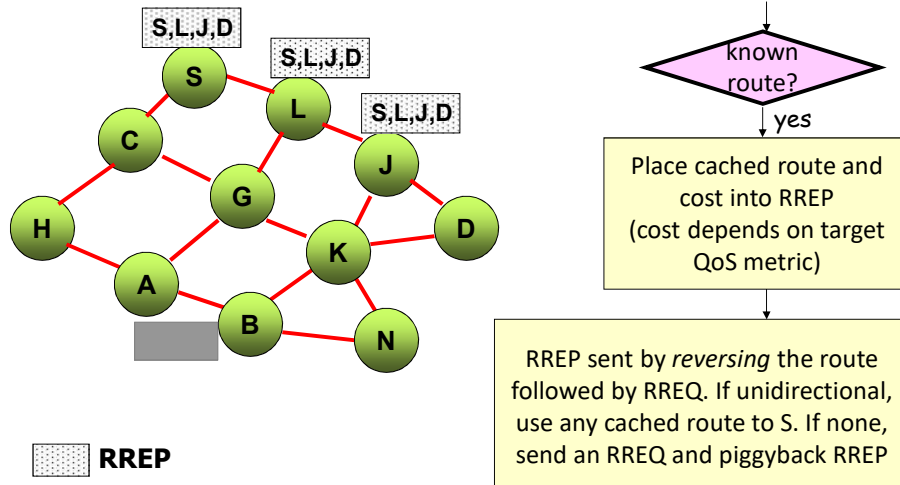 S,L,J,D
S,L,J,D
S,L,J,D
S
L
C
J
G
H
D
K
A
B
N
RREP
known
route?
yes
Place cached route and
cost into RREP
(cost depends on target
QoS metric)
RREP sent by reversing the route
followed by RREQ. If unidirectional,
use any cached route to S. If none,
send an RREQ and piggyback RREP